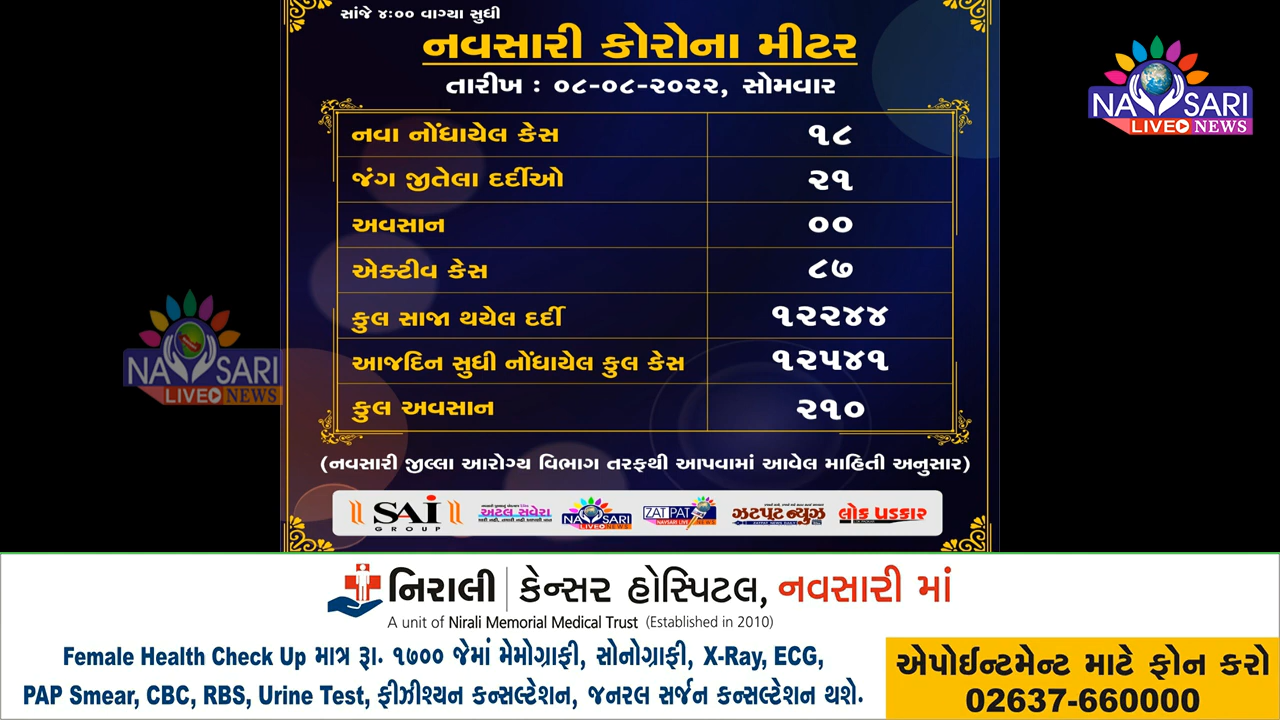 સાંજે ૪:૦૦ વાગ્યા સુધી
નવસારી કોરોના મીટર
તારીખ : ૦૮-૦૮-૨૦૨૨, સોમવાર
નવા નોંધાયેલ કેસ ૧૮
જંગ જીતેલા દર્દીઓ ૨૧
અવસાન ૦૦
એક્ટીવ કેસ ૮૭
કુલ સાજા થયેલ દર્દી ૧૨૨૪૪
આજદિન સુધી નોંધાયેલ કુલ કેસ ૧૨૫૪૧
કુલ અવસાન ૨૧૦
(નવસારી જીલ્લા આરોગ્ય વિભાગ તરફથી આપવામાં આવેલ માહિતી અનુસાર)
NAVSARI
LIVE NEWS
NAVSARI
LIVE NEWS
SAI
GROUP
અટલ સવેરા
NAVSARI
LIVE NEWS
ZATPAT
NAVSARI LIVE NEWS
ઝટપટ ન્યુઝ
લોક પડકાર
નિરાલી કેન્સર હોસ્પિટલ, નવસારી માં
A unit of Nirali Memorial Medical Trust (Established in 2010)
Female Health Check Up માત્ર રૂા. ૧૭૦૦ જેમાં મેમોગ્રાફી, સોનોગ્રાફી, X-Ray, ECG,
PAP Smear, CBC, RBS, Urine Test, ફીઝીશ્યન કન્સલ્ટેશન, જનરલ સર્જન કન્સલ્ટેશન થશે.
એપોઈન્ટમેન્ટ માટે ફોન કરો
02637-660000